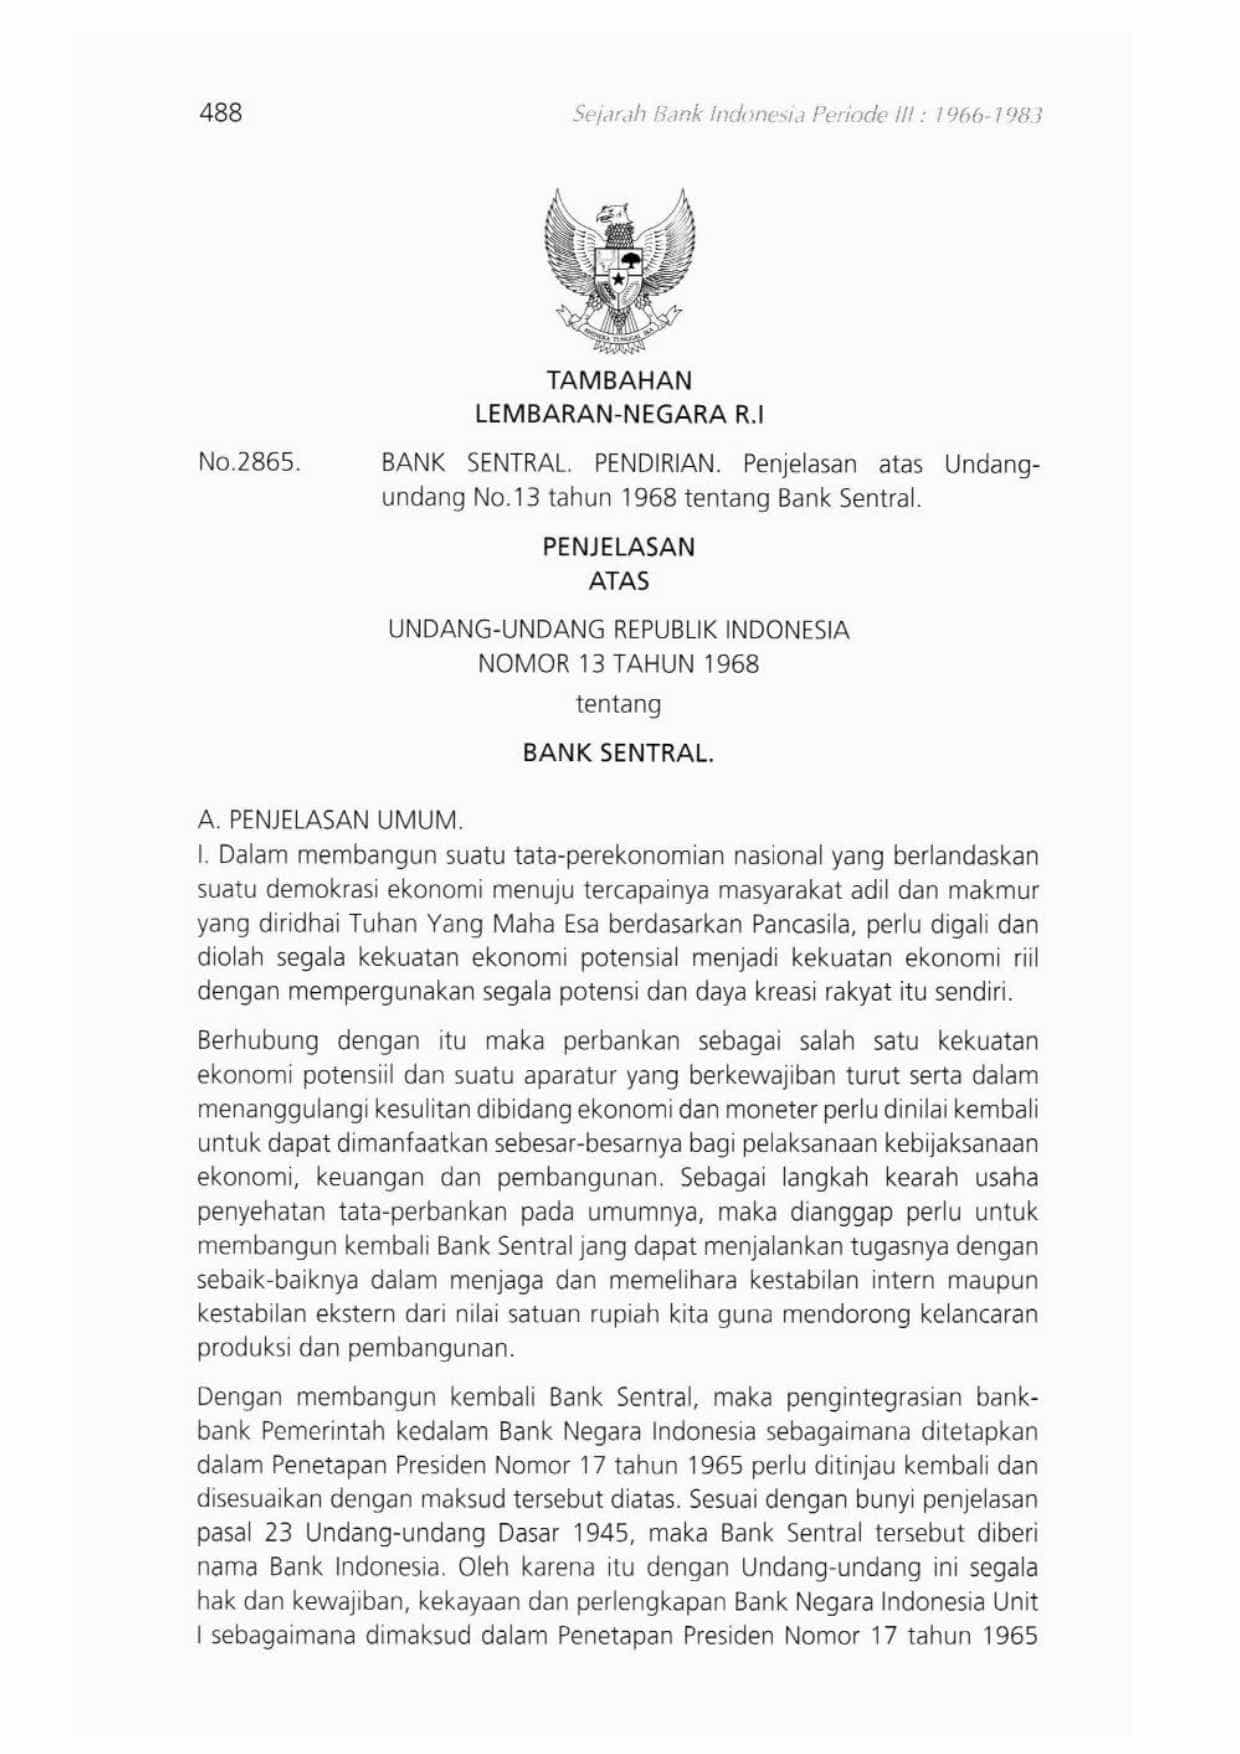 488
Sejarah Bank Indonesia Periode III : 1966-1983
TAMBAHAN
LEMBARAN-NEGARA R.I
No.2865.
BANK SENTRAL. PENDIRIAN. Penjelasan atas Undang-
undang No.13 tahun 1968 tentang Bank Sentral.
PENJELASAN
ATAS
UNDANG-UNDANG REPUBLIK INDONESIA
NOMOR 13 TAHUN 1968
tentang
BANK SENTRAL.
A. PENJELASAN UMUM.
I. Dalam membangun suatu tata-perekonomian nasional yang berlandaskan
suatu demokrasi ekonomi menuju tercapainya masyarakat adil dan makmur
yang diridhai Tuhan Yang Maha Esa berdasarkan Pancasila, perlu digali dan
diolah segala kekuatan ekonomi potensial menjadi kekuatan ekonomi riil
dengan mempergunakan segala potensi dan daya kreasi rakyat itu sendiri.
Berhubung dengan itu maka perbankan sebagai salah satu kekuatan
ekonomi potensiil dan suatu aparatur yang berkewajiban turut serta dalam
menanggulangi kesulitan dibidang ekonomi dan moneter perlu dinilai kembali
untuk dapat dimanfaatkan sebesar-besarnya bagi pelaksanaan kebijaksanaan
ekonomi, keuangan dan pembangunan. Sebagai langkah kearah usaha
penyehatan tata-perbankan pada umumnya, maka dianggap perlu untuk
membangun kembali Bank Sentral jang dapat menjalankan tugasnya dengan
sebaik-baiknya dalam menjaga dan memelihara kestabilan intern maupun
kestabilan ekstern dari nilai satuan rupiah kita guna mendorong kelancaran
produksi dan pembangunan.
Dengan membangun kembali Bank Sentral, maka pengintegrasian bank-
bank Pemerintah kedalam Bank Negara Indonesia sebagaimana ditetapkan
dalam Penetapan Presiden Nomor 17 tahun 1965 perlu ditinjau kembali dan
disesuaikan dengan maksud tersebut diatas. Sesuai dengan bunyi penjelasan
pasal 23 Undang-undang Dasar 1945, maka Bank Sentral tersebut diberi
nama Bank Indonesia. Oleh karena itu dengan Undang-undang ini segala
hak dan kewajiban, kekayaan dan perlengkapan Bank Negara Indonesia Unit
I sebagaimana dimaksud dalam Penetapan Presiden Nomor 17 tahun 1965